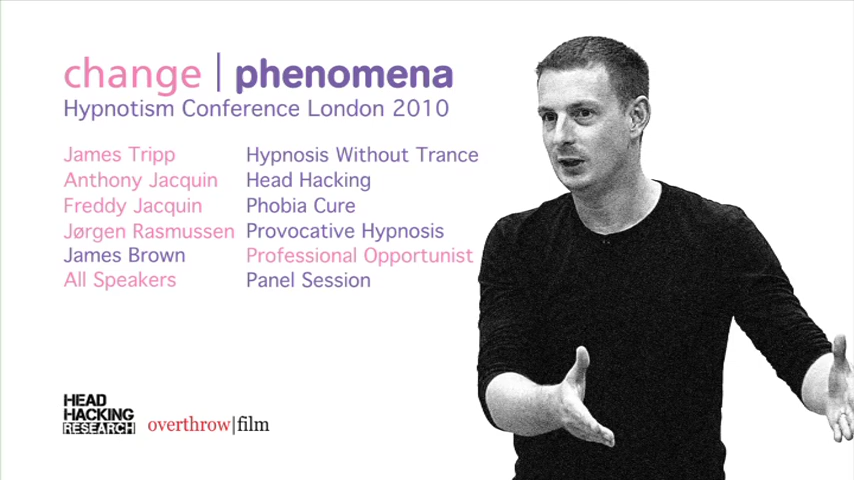 change | phenomena
Hypnotism Conference London 2010
James Tripp Hypnosis Without Trance
Anthony Jacquin Head Hacking
Freddy Jacquin Phobia Cure
Jørgen Rasmussen Provocative Hypnosis
James Brown Professional Opportunist
All Speakers Panel Session
HEAD
HACKING
RESEARCH
overthrow|film